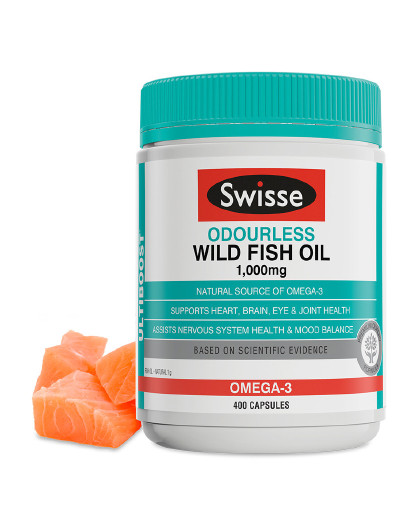 Swisse
ULTIBOOST
ODOURLESS
WILD FISH OIL
1,000mg
NATURAL SOURCE OF OMEGA-3
SUPPORTS HEART, BRAIN, EYE & JOINT HEALTH
ASSISTS NERVOUS SYSTEM HEALTH & MOOD BALANCE
BASED ON SCIENTIFIC EVIDENCE
OMEGA-3
400 CAPSULES